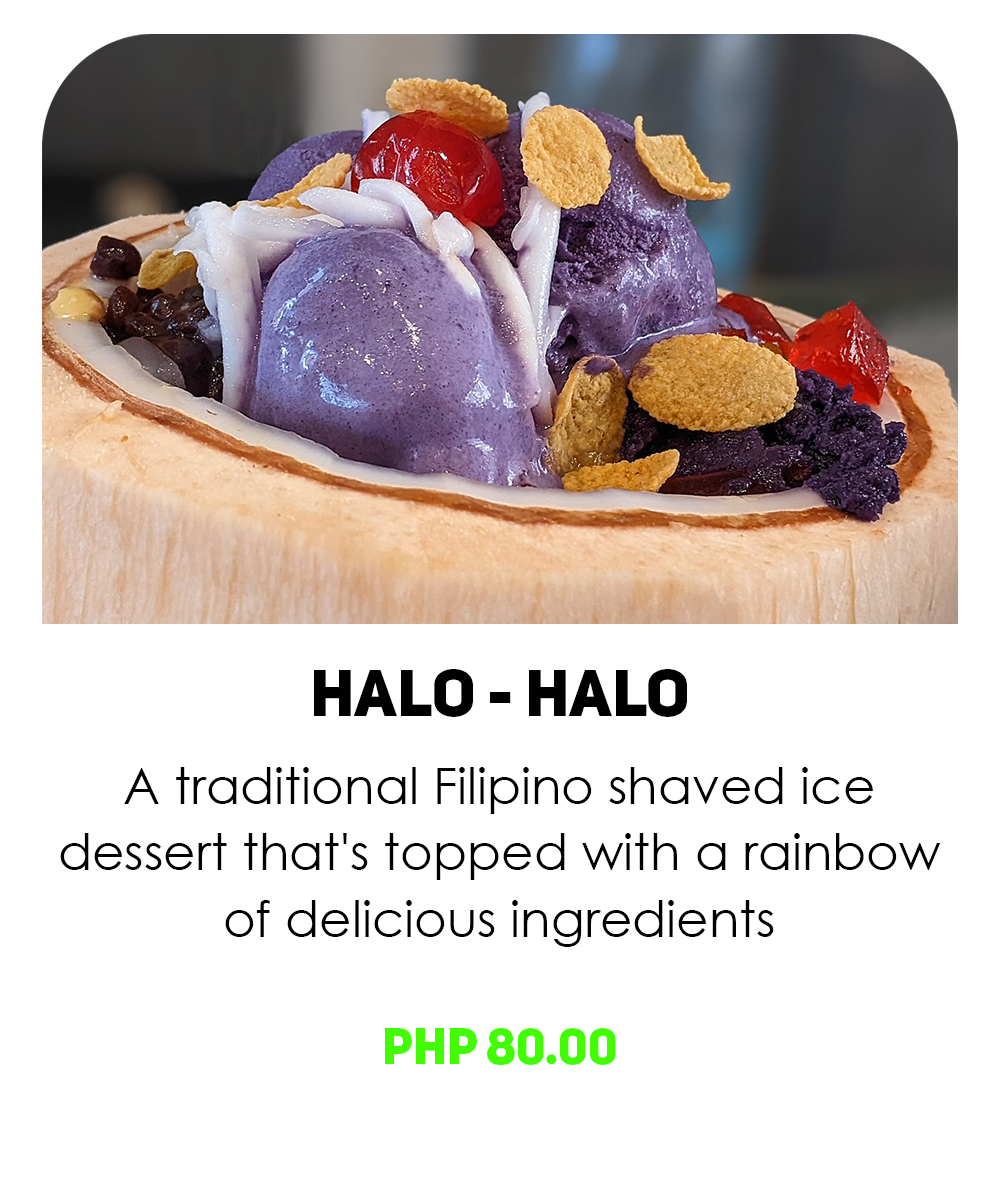 HALO - HALO
A traditional Filipino shaved ice
dessert that's topped with a rainbow
of delicious ingredients
PHP 80.00